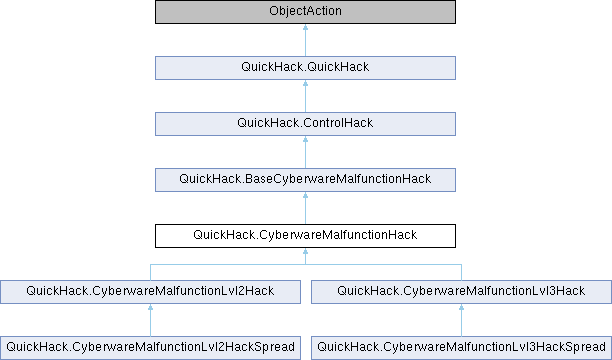 ObjectAction
QuickHack.QuickHack
QuickHack.ControlHack
QuickHack.BaseCyberwareMalfunctionHack
QuickHack.CyberwareMalfunctionHack
QuickHack.CyberwareMalfunctionLvl2Hack
QuickHack.CyberwareMalfunctionLvl3Hack
QuickHack.CyberwareMalfunctionLvl2HackSpread
QuickHack.CyberwareMalfunctionLvl3HackSpread